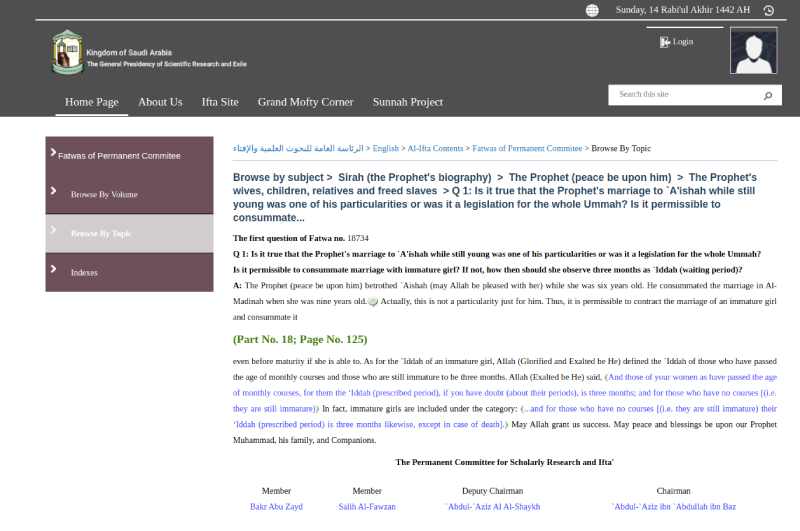 Sunday, 14 Rabi'ul Akhir 1442 AH
Login
Kingdom of Saudi Arabia
The General Presidency of Scientific Research and Exile
Search this site
Home Page About Us Ifta Site Grand Mofty Corner Sunnah Project
Fatwas of Permanent Commitee
Browse By Volume
Browse By Topic
Indexes
الرئاسة العامة للبحوث العلمية والإفتاء > English > Al-Ifta Contents > Fatwas of Permanent Commitee > Browse By Topic
Browse by subject > Sirah (the Prophet's biography) > The Prophet (peace be upon him) > The Prophet's
wives, children, relatives and freed slaves > Q 1: Is it true that the Prophet's marriage to `A'ishah while still
young was one of his particularities or was it a legislation for the whole Ummah? Is it permissible to
consummate...
The first question of Fatwa no. 18734
Q 1: Is it true that the Prophet's marriage to `A'ishah while still young was one of his particularities or was it a legislation for the whole Ummah?
Is it permissible to consummate marriage with immature girl? If not, how then should she observe three months as `Iddah (waiting period)?
A: The Prophet (peace be upon him) betrothed `Aishah (may Allah be pleased with her) while she was six years old. He consummated the marriage in Al-
Madinah when she was nine years old. Actually, this is not a particularity just for him. Thus, it is permissible to contract the marriage of an immature girl
and consummate it
(Part No. 18; Page No. 125)
even before maturity if she is able to. As for the `Iddah of an immature girl, Allah (Glorified and Exalted be He) defined the `Iddah of those who have passed
the age of monthly courses and those who are still immature to be three months. Allah (Exalted be He) said, (And those of your women as have passed the age
of monthly courses, for them the ‘Iddah (prescribed period), if you have doubt (about their periods), is three months; and for those who have no courses [(i.e.
they are still immature)) In fact, immature girls are included under the category: (...and for those who have no courses [(i.e. they are still immature) their
‘Iddah (prescribed period) is three months likewise, except in case of death].) May Allah grant us success. May peace and blessings be upon our Prophet
Muhammad, his family, and Companions.
The Permanent Committee for Scholarly Research and Ifta'
Member Member Deputy Chairman Chairman
Bakr Abu Zayd Salih Al-Fawzan `Abdul-`Aziz Al Al-Shaykh `Abdul-`Aziz ibn `Abdullah ibn Baz